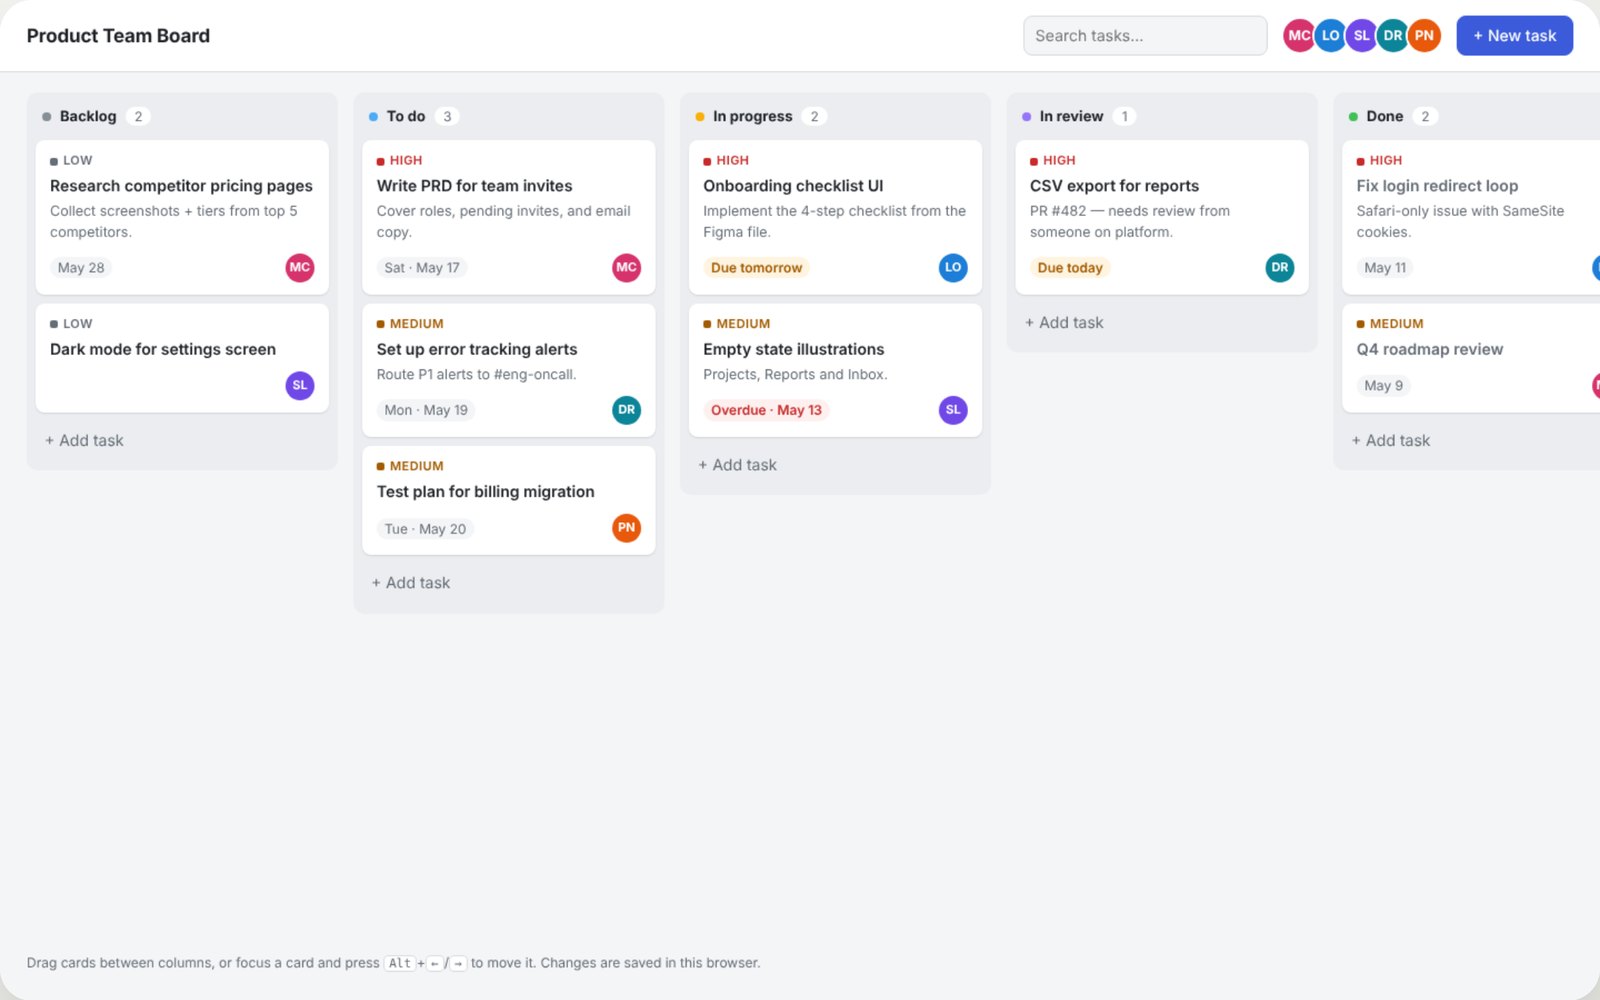 Product Team Board
Search tasks...
MC LO SL DR PN
+ New task
Backlog 2
LOW
Research competitor pricing pages
Collect screenshots + tiers from top 5
competitors.
May 28 MC
LOW
Dark mode for settings screen
SL
+ Add task
To do 3
HIGH
Write PRD for team invites
Cover roles, pending invites, and email
copy.
Sat · May 17 MC
MEDIUM
Set up error tracking alerts
Route P1 alerts to #eng-oncall.
Mon · May 19 DR
MEDIUM
Test plan for billing migration
Tue · May 20 PN
+ Add task
In progress 2
HIGH
Onboarding checklist UI
Implement the 4-step checklist from the
Figma file.
Due tomorrow LO
MEDIUM
Empty state illustrations
Projects, Reports and Inbox.
Overdue · May 13 SL
+ Add task
In review 1
HIGH
CSV export for reports
PR #482 — needs review from
someone on platform.
Due today DR
+ Add task
Done 2
HIGH
Fix login redirect loop
Safari-only issue with SameSite
cookies.
May 11
MEDIUM
Q4 roadmap review
May 9
+ Add task
Drag cards between columns, or focus a card and press Alt+←/→ to move it. Changes are saved in this browser.